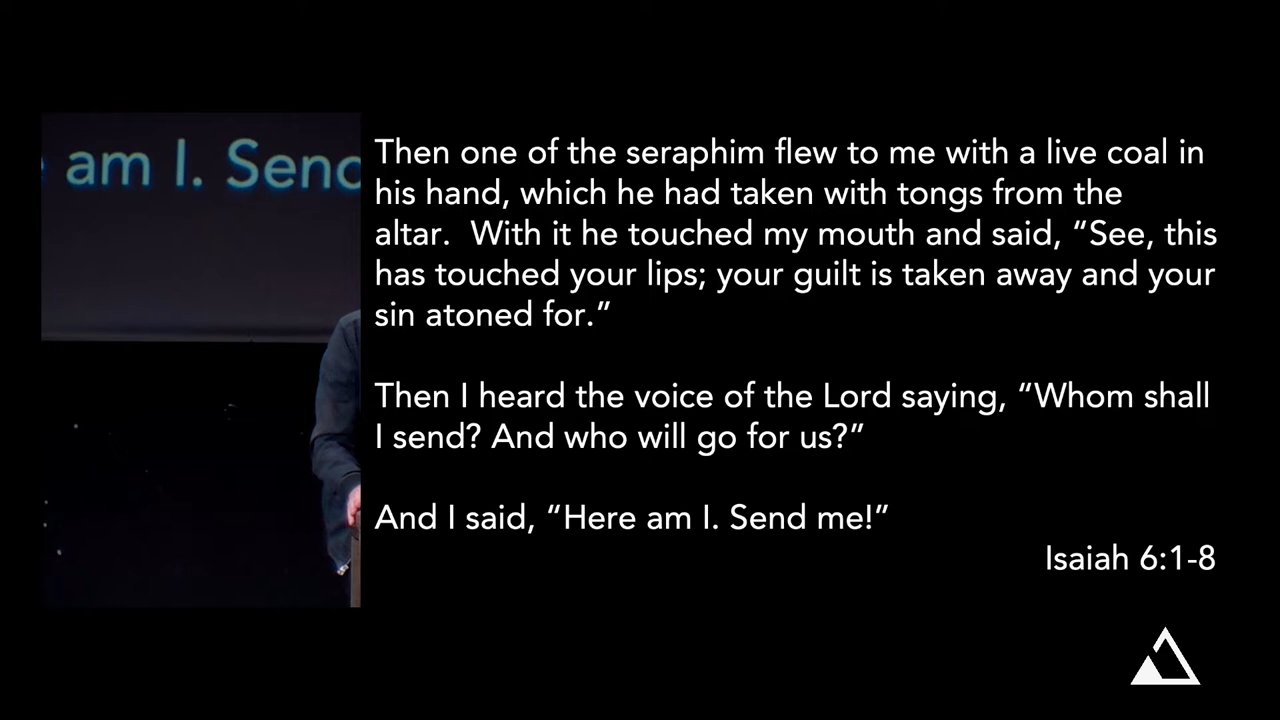 am I. Send
Then one of the seraphim flew to me with a live coal in
his hand, which he had taken with tongs from the
altar.  With it he touched my mouth and said, “See, this
has touched your lips; your guilt is taken away and your
sin atoned for.”
Then I heard the voice of the Lord saying, “Whom shall
I send? And who will go for us?”
And I said, “Here am I. Send me!”
Isaiah 6:1-8